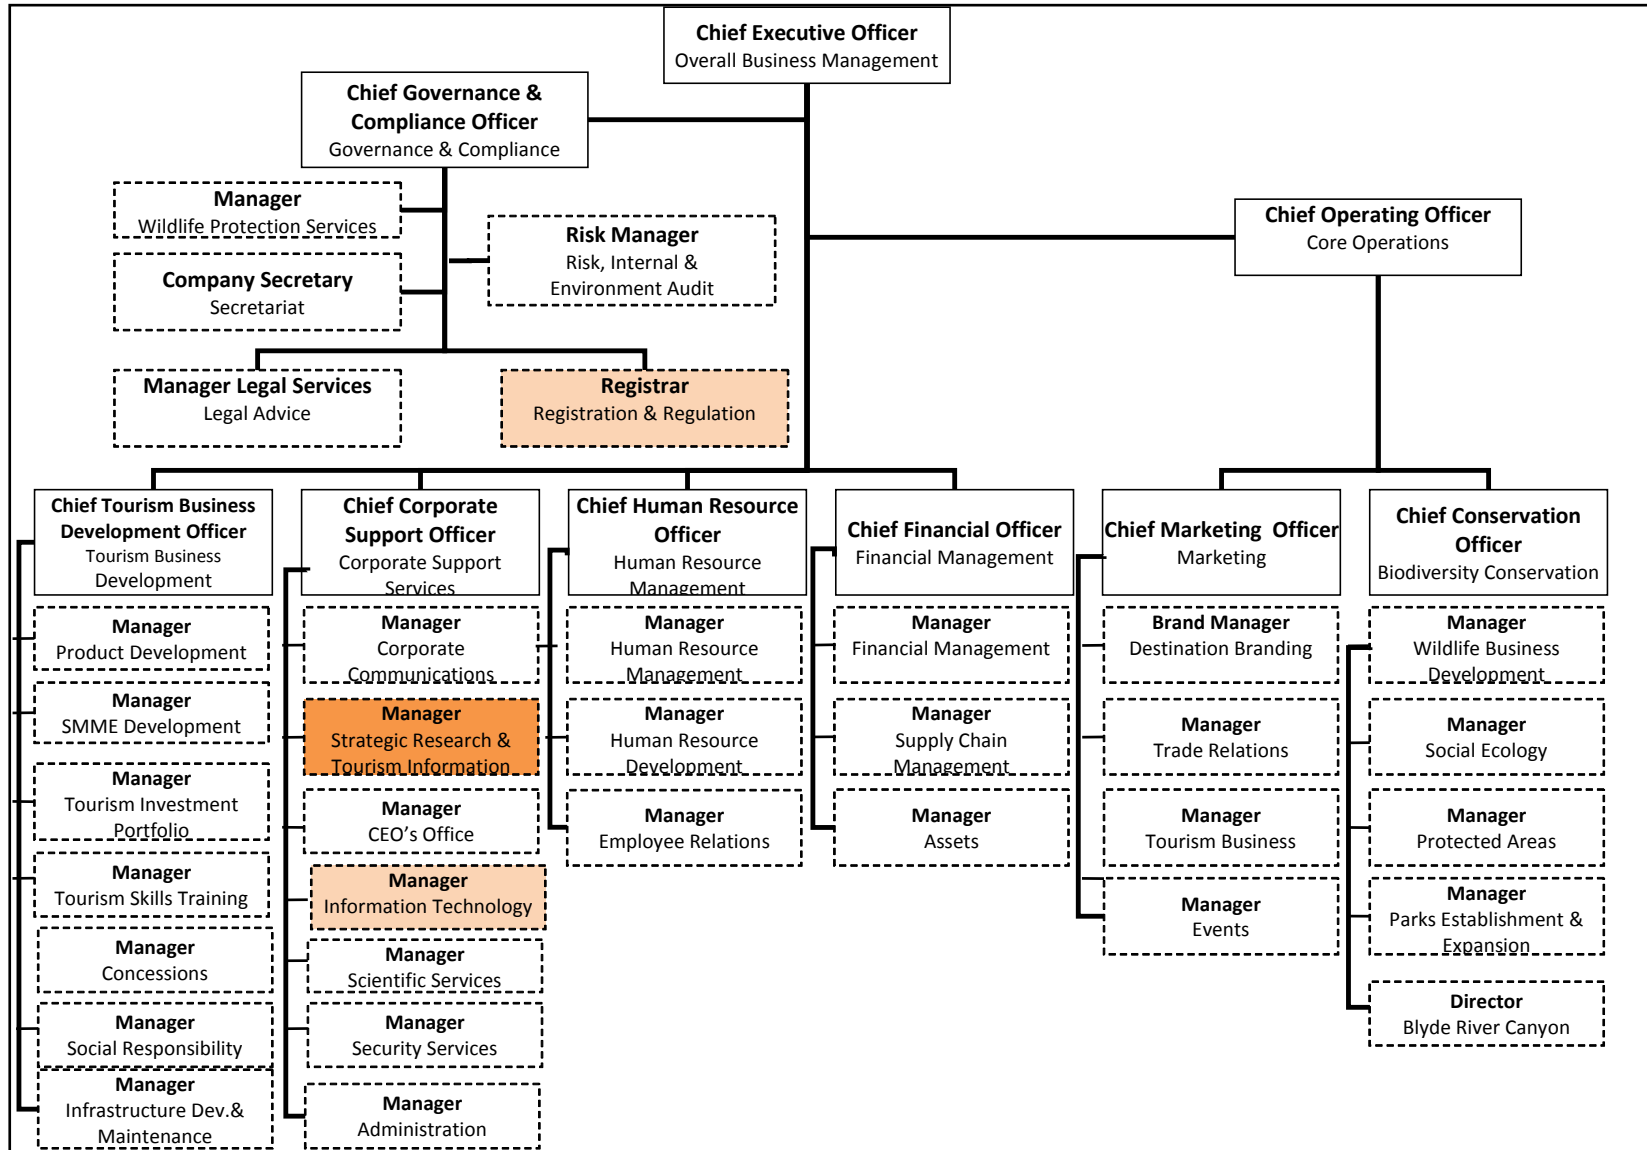 Chief Executive Officer
Overall Business Management
Chief Governance &
Compliance Officer
Governance & Compliance
Manager
Wildlife Protection Services
Risk Manager
Risk, Internal &
Environment Audit
Chief Operating Officer
Core Operations
Company Secretary
Secretariat
Manager Legal Services
Legal Advice
Registrar
Registration & Regulation
Chief Tourism Business
Development Officer
Tourism Business
Development
Manager
Product Development
Manager
SMME Development
Manager
Tourism Investment
Portfolio
Manager
Tourism Skills Training
Manager
Concessions
Manager
Social Responsibility
Manager
Infrastructure Dev.&
Maintenance
Chief Corporate
Support Officer
Corporate Support
Services
Manager
Corporate
Communications
Manager
Strategic Research &
Tourism Information
Manager
CEO’s Office
Manager
Information Technology
Manager
Scientific Services
Manager
Security Services
Manager
Administration
Chief Human Resource
Officer
Human Resource
Management
Manager
Human Resource
Management
Manager
Human Resource
Development
Manager
Employee Relations
Chief Financial Officer
Financial Management
Manager
Financial Management
Manager
Supply Chain
Management
Manager
Assets
Chief Marketing Officer
Marketing
Brand Manager
Destination Branding
Manager
Trade Relations
Manager
Tourism Business
Manager
Events
Chief Conservation
Officer
Biodiversity Conservation
Manager
Wildlife Business
Development
Manager
Social Ecology
Manager
Protected Areas
Manager
Parks Establishment &
Expansion
Director
Blyde River Canyon